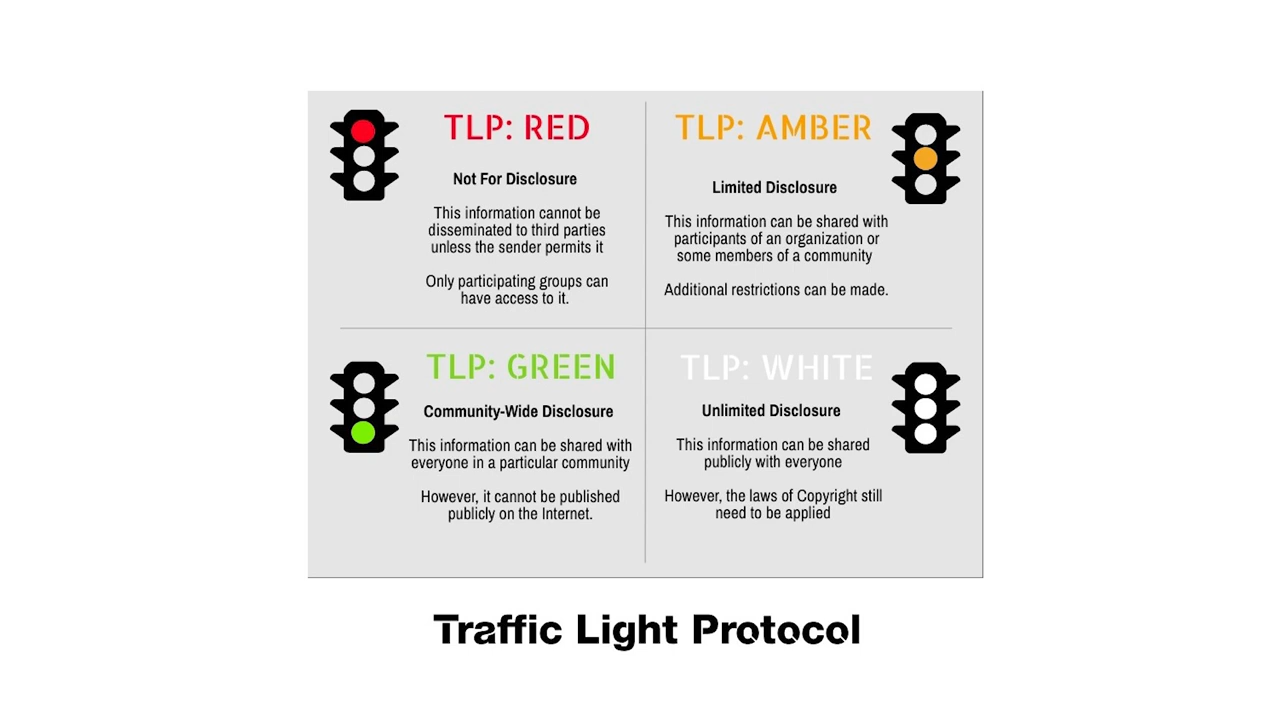 TLP: RED
Not For Disclosure
This information cannot be
disseminated to third parties
unless the sender permits it
Only participating groups can
have access to it.
TLP: AMBER
Limited Disclosure
This information can be shared with
participants of an organization or
some members of a community
Additional restrictions can be made.
TLP: GREEN
Community-Wide Disclosure
This information can be shared with
everyone in a particular community
However, it cannot be published
publicly on the Internet.
TLP: WHITE
Unlimited Disclosure
This information can be shared
publicly with everyone
However, the laws of Copyright still
need to be applied
Traffic Light Protocol